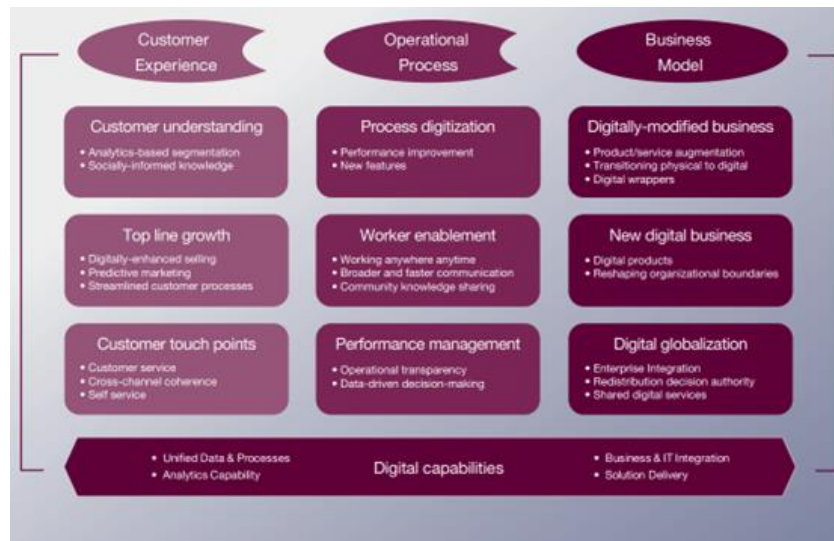 Customer
Experience
Operational
Process
Business
Model
Customer understanding
• Analytics-based segmentation
• Socially-informed knowledge
Process digitization
• Performance improvement
• New features
Digitally-modified business
• Product/service augmentation
• Transitioning physical to digital
• Digital wrappers
Top line growth
• Digitally-enhanced selling
• Predictive marketing
• Streamlined customer processes
Worker enablement
• Working anywhere anytime
• Broader and faster communication
• Community knowledge sharing
New digital business
• Digital products
• Reshaping organizational boundaries
Customer touch points
• Customer service
• Cross-channel coherence
• Self service
Performance management
• Operational transparency
• Data-driven decision-making
Digital globalization
• Enterprise Integration
• Redistribution decision authority
• Shared digital services
• Unified Data & Processes
• Analytics Capability
Digital capabilities
• Business & IT Integration
• Solution Delivery